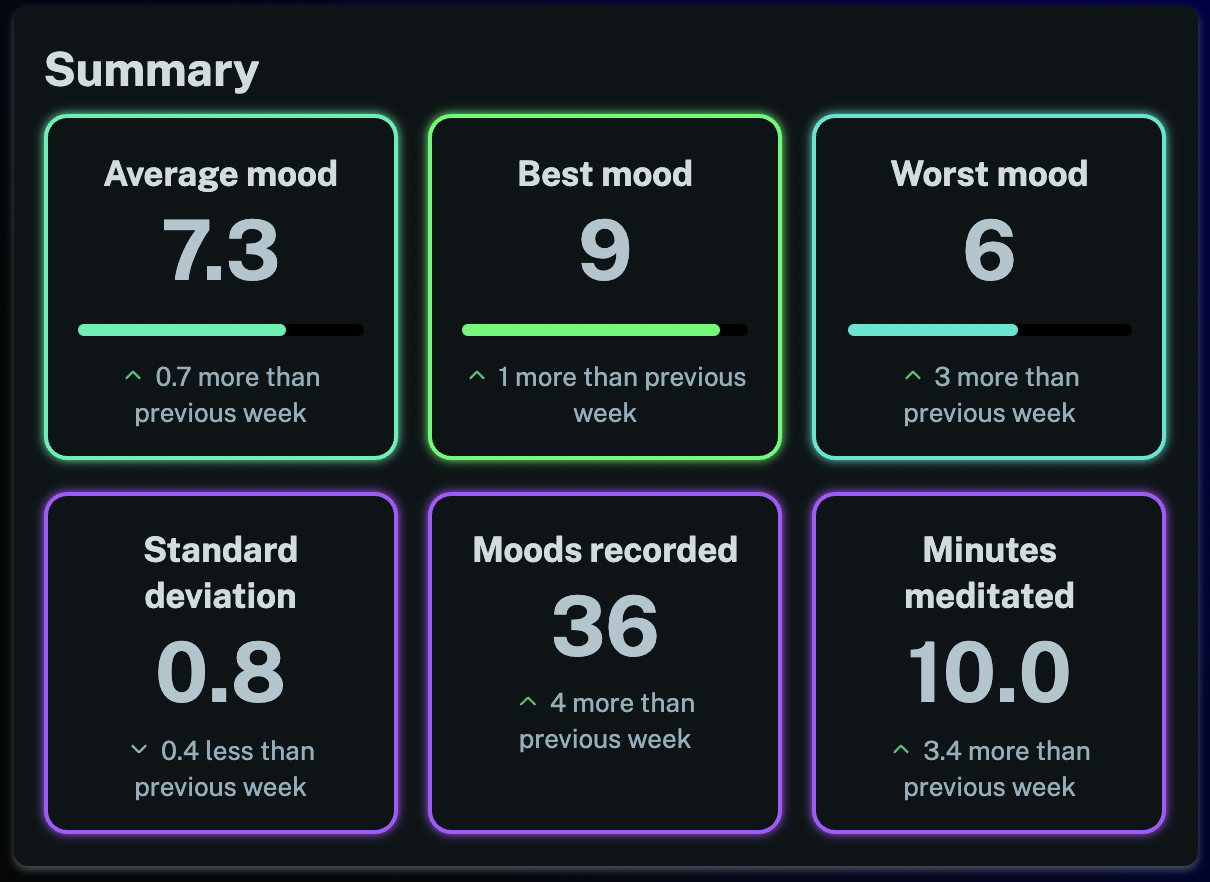 Summary
Average mood
7.3
0.7 more than
previous week
Best mood
9
1 more than previous
week
Worst mood
6
3 more than
previous week
Standard
deviation
0.8
0.4 less than
previous week
Moods recorded
36
4 more than
previous week
Minutes
meditated
10.0
3.4 more than
previous week